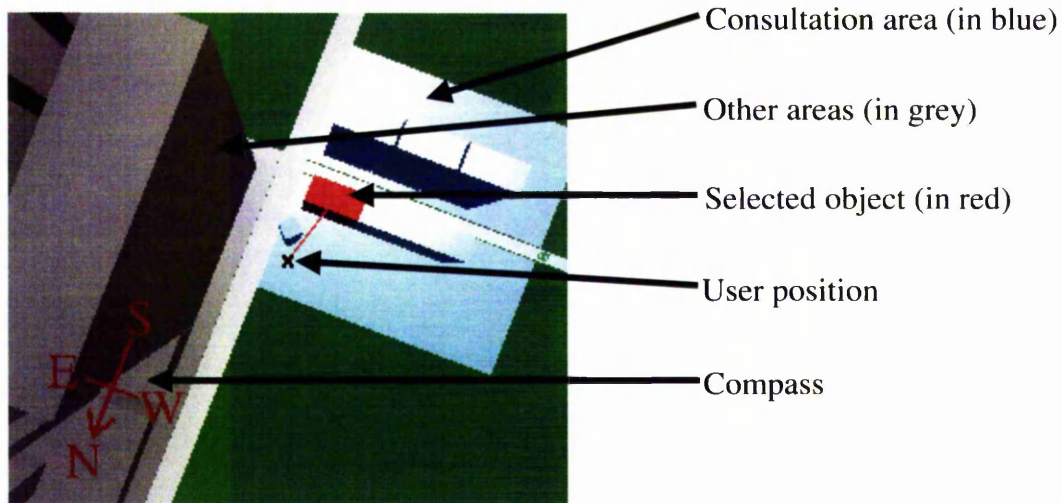 Consultation area (in blue)
Other areas (in grey)
Selected object (in red)
User position
Compass
S
E
W
N